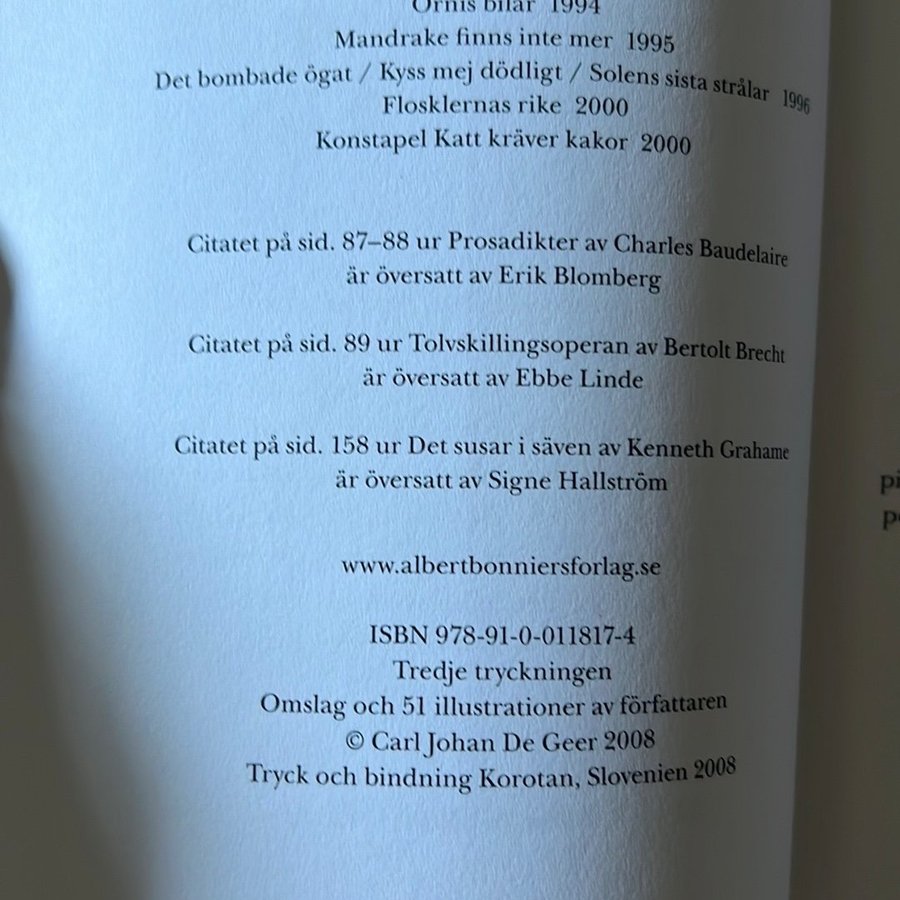 Ornis bilar 1994
Mandrake finns inte mer 1995
Det bombade ögat / Kyss mej dödligt / Solens sista strålar 1996
Flosklernas rike 2000
Konstapel Katt kräver kakor 2000
Citatet på sid. 87–88 ur Prosadikter av Charles Baudelaire
är översatt av Erik Blomberg
Citatet på sid. 89 ur Tolvskillingsoperan av Bertolt Brecht
är översatt av Ebbe Linde
Citatet på sid. 158 ur Det susar i säven av Kenneth Grahame
är översatt av Signe Hallström
www.albertbonniersforlag.se
ISBN 978-91-0-011817-4
Tredje tryckningen
Omslag och 51 illustrationer av författaren
© Carl Johan De Geer 2008
Tryck och bindning Korotan, Slovenien 2008